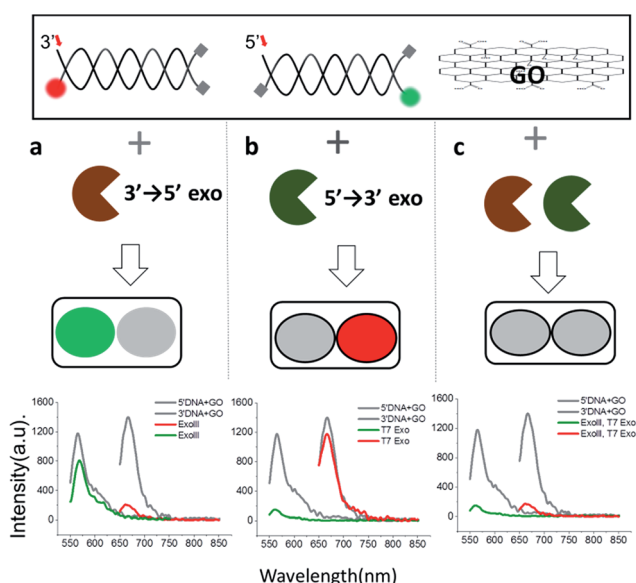 3'
5'
GO
a
b
c
3'→5' exo
5'→3' exo
Intensity(a.u).
1600
1200
800
400
0
5'DNA+GO
3'DNA+GO
ExoIII
ExoIII
550 600 650 700 750 800 850
1600
1200
800
400
0
5'DNA+GO
3'DNA+GO
T7 Exo
T7 Exo
550 600 650 700 750 800 850
1600
1200
800
400
0
5'DNA+GO
3'DNA+GO
ExoIII, T7 Exo
ExoIII, T7 Exo
550 600 650 700 750 800 850
Wavelength(nm)